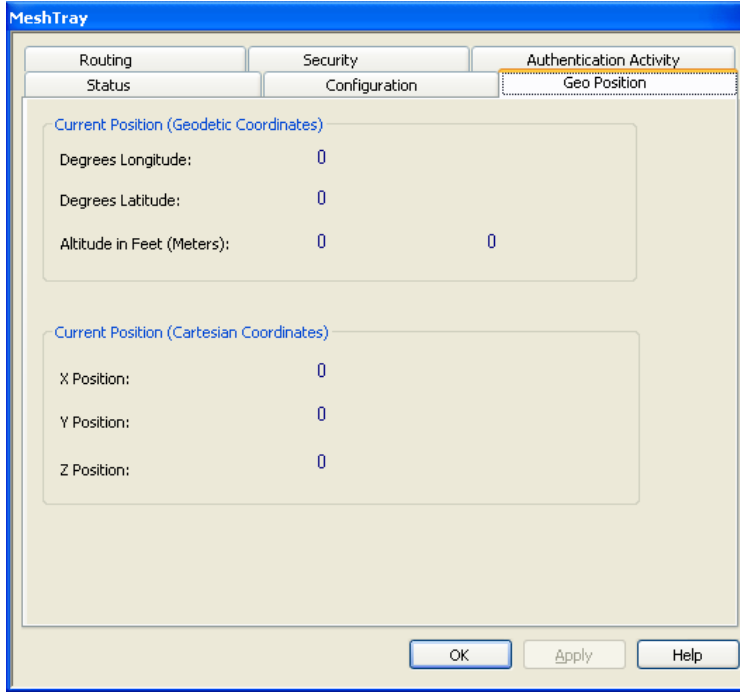 MeshTray
Routing Security Authentication Activity
Status Configuration Geo Position
Current Position (Geodetic Coordinates)
Degrees Longitude: 0
Degrees Latitude: 0
Altitude in Feet (Meters): 0 0
Current Position (Cartesian Coordinates)
X Position: 0
Y Position: 0
Z Position: 0
OK Apply Help